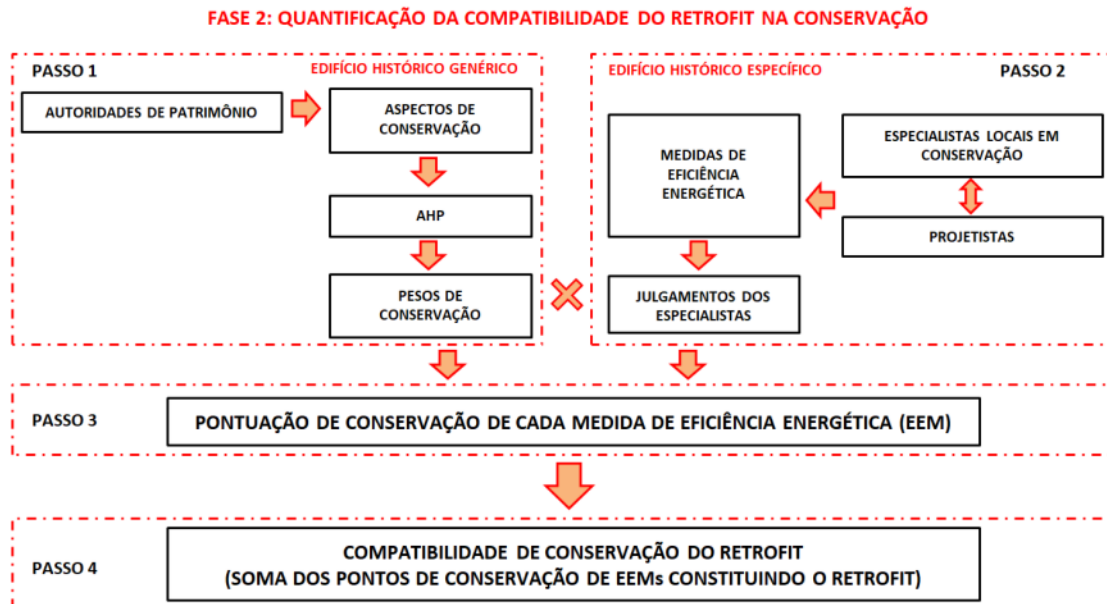 FASE 2: QUANTIFICAÇÃO DA COMPATIBILIDADE DO RETROFIT NA CONSERVAÇÃO
PASSO 1
EDIFÍCIO HISTÓRICO GENÉRICO
AUTORIDADES DE PATRIMÔNIO
ASPECTOS DE
CONSERVAÇÃO
AHP
PESOS DE
CONSERVAÇÃO
EDIFÍCIO HISTÓRICO ESPECÍFICO
PASSO 2
MEDIDAS DE
EFICIÊNCIA
ENERGÉTICA
ESPECIALISTAS LOCAIS EM
CONSERVAÇÃO
PROJETISTAS
JULGAMENTOS DOS
ESPECIALISTAS
PASSO 3
PONTUAÇÃO DE CONSERVAÇÃO DE CADA MEDIDA DE EFICIÊNCIA ENERGÉTICA (EEM)
PASSO 4
COMPATIBILIDADE DE CONSERVAÇÃO DO RETROFIT
(SOMA DOS PONTOS DE CONSERVAÇÃO DE EEMs CONSTITUINDO O RETROFIT)